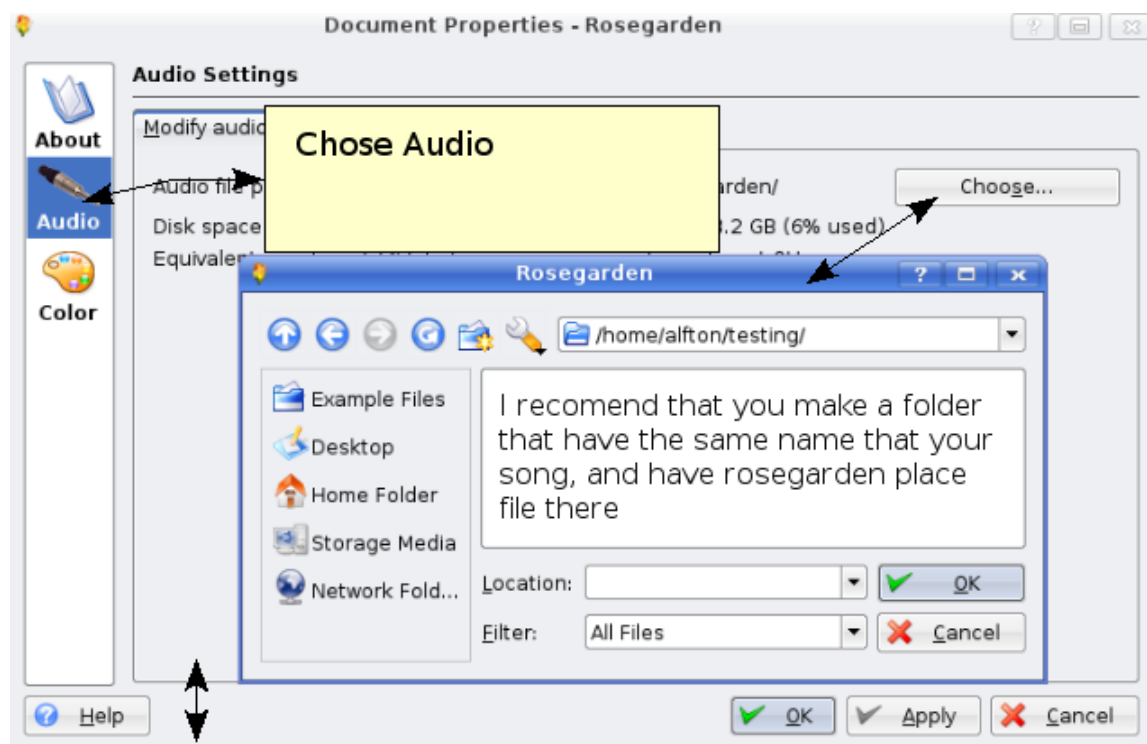 Document Properties - Rosegarden
Audio Settings
About
Audio
Color
Modify audio
Chose Audio
Audio file p
rden/
Choose...
Disk space
.2 GB (6% used)
Rosegarden
/home/alfton/testing/
Example Files
Desktop
Home Folder
Storage Media
Network Fold...
I recomend that you make a folder
that have the same name that your
song, and have rosegarden place
file there
Location:
OK
Filter:
All Files
Cancel
Help
OK
Apply
Cancel